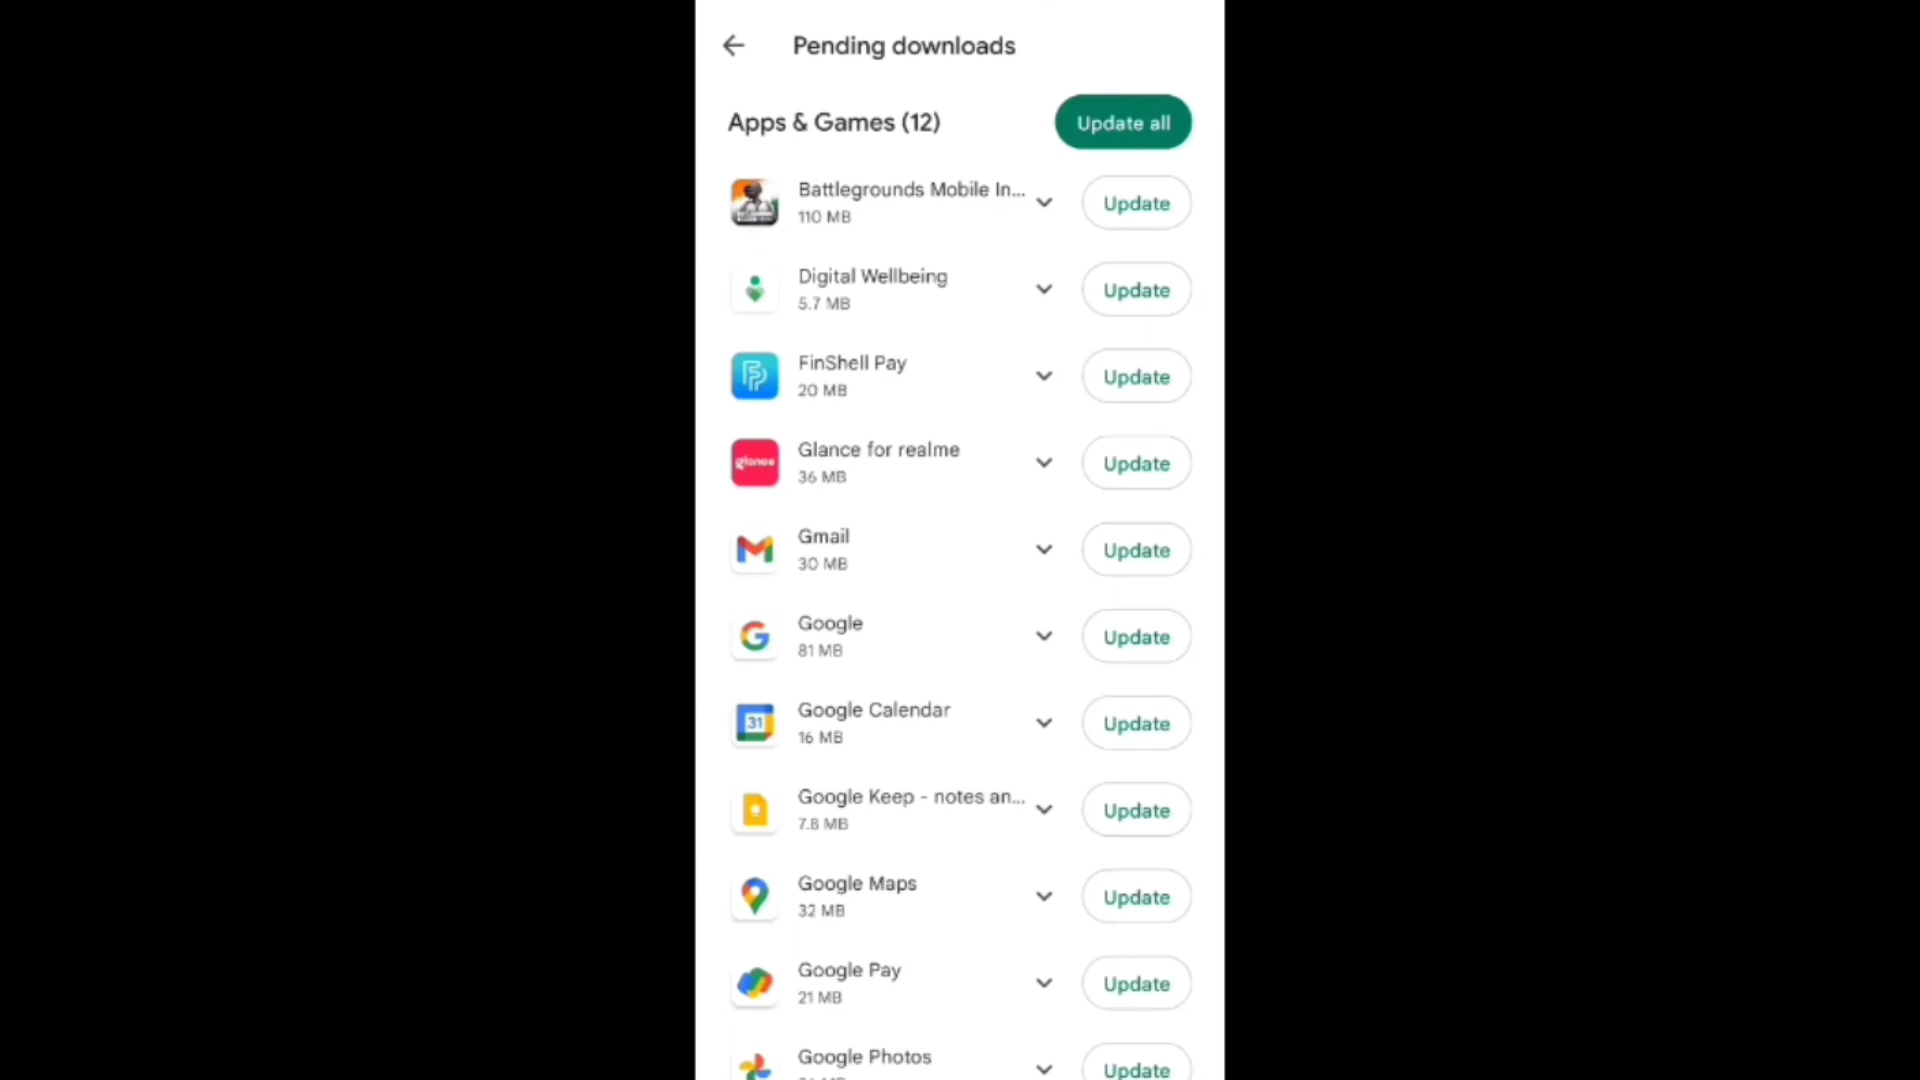 Pending downloads
Apps & Games (12)
Update all
Battlegrounds Mobile In...
110 MB
Update
Digital Wellbeing
5.7 MB
Update
FinShell Pay
20 MB
Update
glance
Glance for realme
36 MB
Update
Gmail
30 MB
Update
Google
81 MB
Update
31
Google Calendar
16 MB
Update
Google Keep - notes an...
7.8 MB
Update
Google Maps
32 MB
Update
Google Pay
21 MB
Update
Google Photos
Update